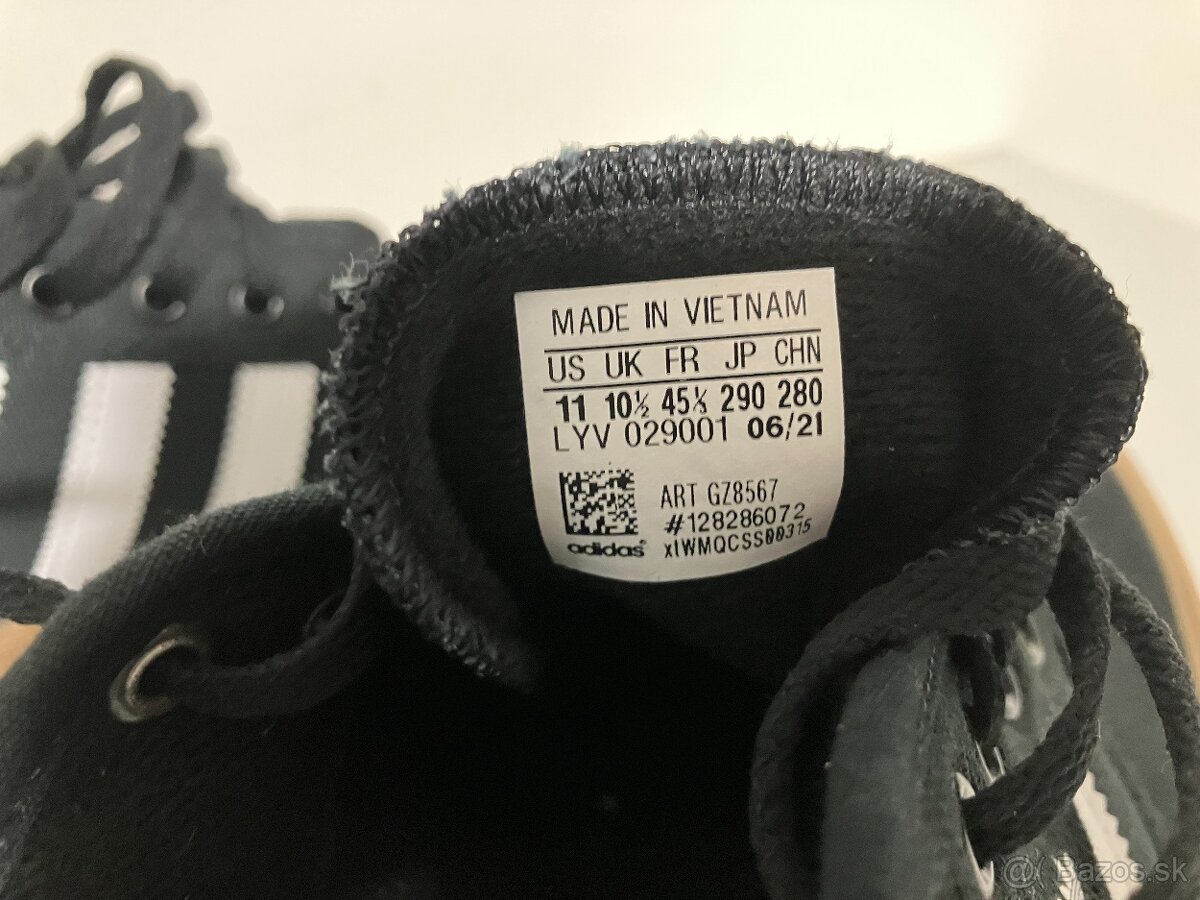 MADE IN VIETNAM
US UK FR JP CHN
11 10½ 45⅓ 290 280
LYV 029001 06/21
ART GZ8567
#128286072
adidas
xIWMQCSS00315
@ Bazos.sk